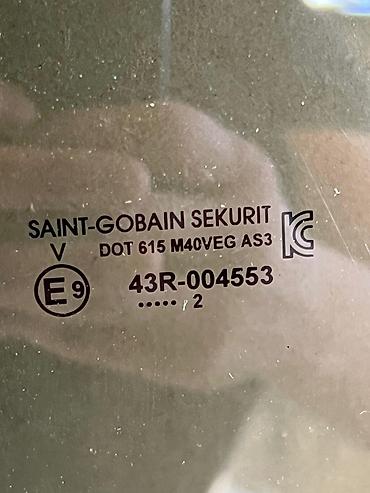 SAINT-GOBAIN SEKURIT
V DOT 615 M40VEG AS3
KC
E9 43R-004553
..... / 2